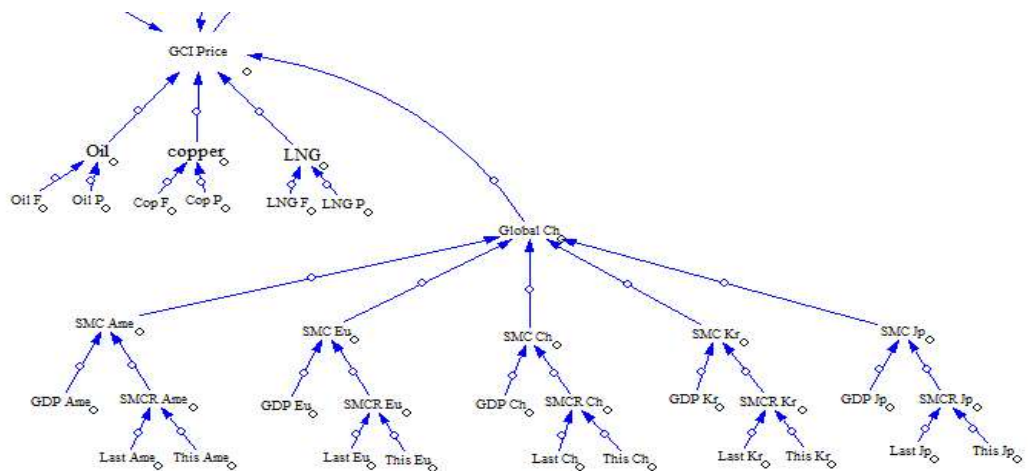 GCI Price
Oil copper LNG
Oil F Oil P Cop F Cop P LNG F LNG P
Global Ch
SMC Ame SMC Eu SMC Ch SMC Kr SMC Jp
GDP Ame SMCR Ame GDP Eu SMCR Eu GDP Ch SMCR Ch GDP Kr SMCR Kr GDP Jp SMCR Jp
Last Ame This Ame Last Eu This Eu Last Ch This Ch Last Kr This Kr Last Jp This Jp